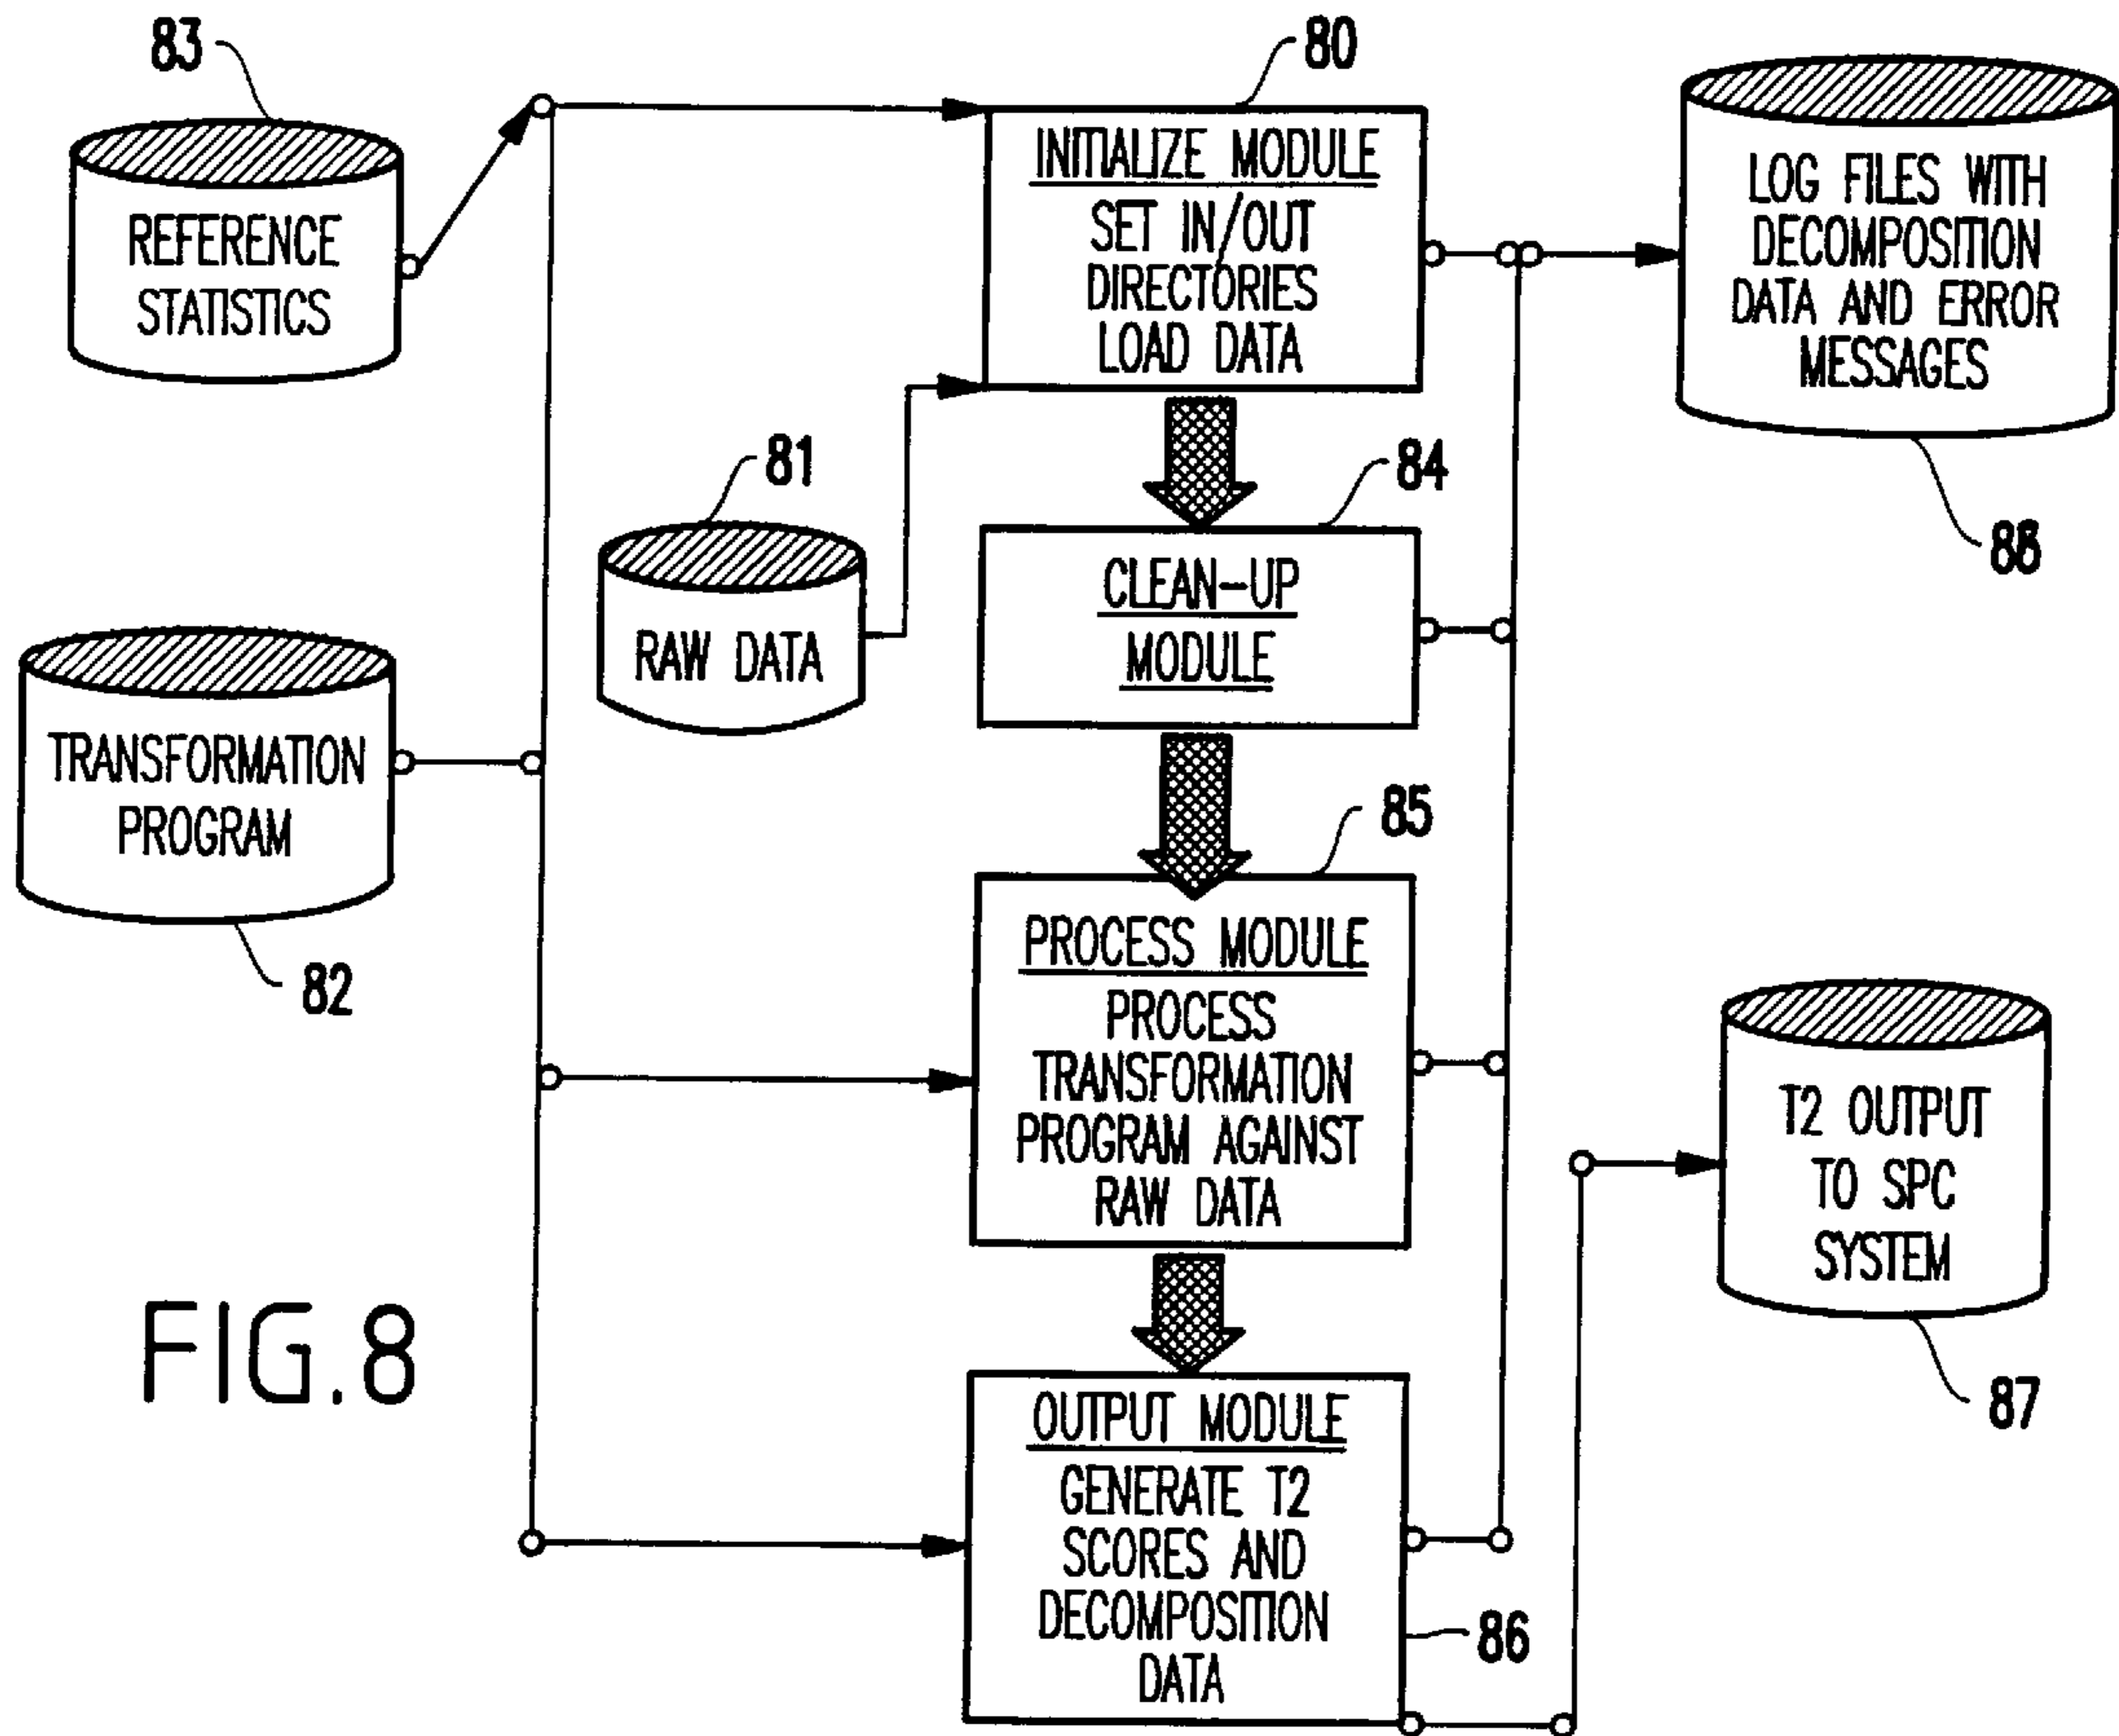 83
REFERENCE
STATISTICS
80
INITIALIZE MODULE
SET IN/OUT
DIRECTORIES
LOAD DATA
LOG FILES WITH
DECOMPOSITION
DATA AND ERROR
MESSAGES
88
81
RAW DATA
84
CLEAN-UP
MODULE
TRANSFORMATION
PROGRAM
82
85
PROCESS MODULE
PROCESS
TRANSFORMATION
PROGRAM AGAINST
RAW DATA
T2 OUTPUT
TO SPC
SYSTEM
87
OUTPUT MODULE
GENERATE T2
SCORES AND
DECOMPOSITION
DATA
86
FIG.8